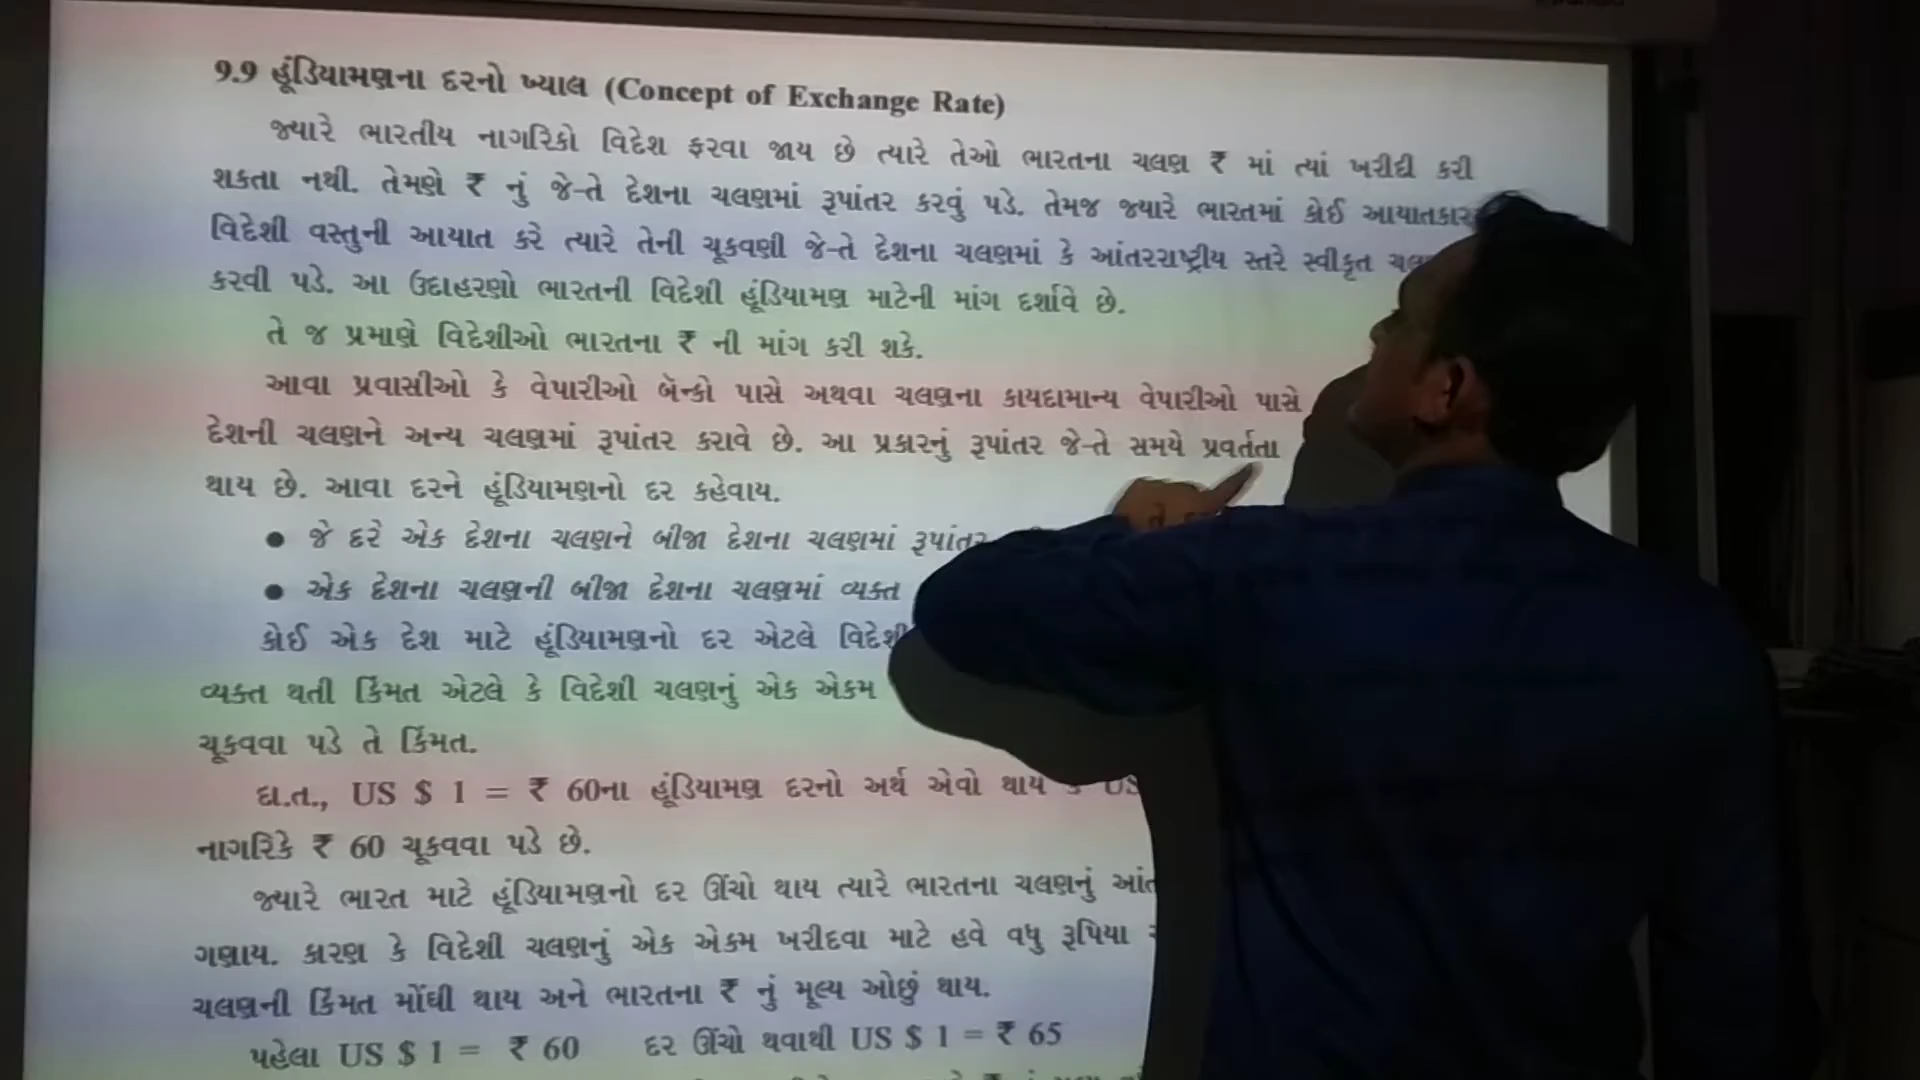 9.9 હૂંડિયામણના દરનો ખ્યાલ (Concept of Exchange Rate)
જ્યારે ભારતીય નાગરિકો વિદેશ ફરવા જાય છે ત્યારે તેઓ ભારતના ચલણ ₹ માં ત્યાં ખરીદી કરી
શકતા નથી. તેમણે ₹ નું જે-તે દેશના ચલણમાં રૂપાંતર કરવું પડે. તેમજ જ્યારે ભારતમાં કોઈ આયાતકાર
વિદેશી વસ્તુની આયાત કરે ત્યારે તેની ચૂકવણી જે-તે દેશના ચલણમાં કે આંતરરાષ્ટ્રીય સ્તરે સ્વીકૃત
કરવી પડે. આ ઉદાહરણો ભારતની વિદેશી હૂંડિયામણ માટેની માંગ દર્શાવે છે.
તે જ પ્રમાણે વિદેશીઓ ભારતના ₹ ની માંગ કરી શકે.
આવા પ્રવાસીઓ કે વેપારીઓ બૅન્કો પાસે અથવા ચલણના કાયદામાન્ય વેપારીઓ પાસે
દેશની ચલણને અન્ય ચલણમાં રૂપાંતર કરાવે છે. આ પ્રકારનું રૂપાંતર જે-તે સમયે પ્રવર્તતા
થાય છે. આવા દરને હૂંડિયામણનો દર કહેવાય.
● જે દરે એક દેશના ચલણને બીજા દેશના ચલણમાં રૂપાંતર
● એક દેશના ચલણની બીજા દેશના ચલણમાં વ્યક્ત
કોઈ એક દેશ માટે હૂંડિયામણનો દર એટલે વિદેશી
વ્યક્ત થતી કિંમત એટલે કે વિદેશી ચલણનું એક એકમ
ચૂકવવા પડે તે કિંમત.
દા.ત., US $ 1 = ₹ 60ના હૂંડિયામણ દરનો અર્થ એવો થાય કે US
નાગરિકે ₹ 60 ચૂકવવા પડે છે.
જ્યારે ભારત માટે હૂંડિયામણનો દર ઊંચો થાય ત્યારે ભારતના ચલણનું
ગણાય. કારણ કે વિદેશી ચલણનું એક એકમ ખરીદવા માટે હવે વધુ રૂપિયા
ચલણની કિંમત મોંઘી થાય અને ભારતના ₹ નું મૂલ્ય ઓછું થાય.
પહેલા US $ 1 = ₹ 60 દર ઊંચો થવાથી US $ 1 = ₹ 65